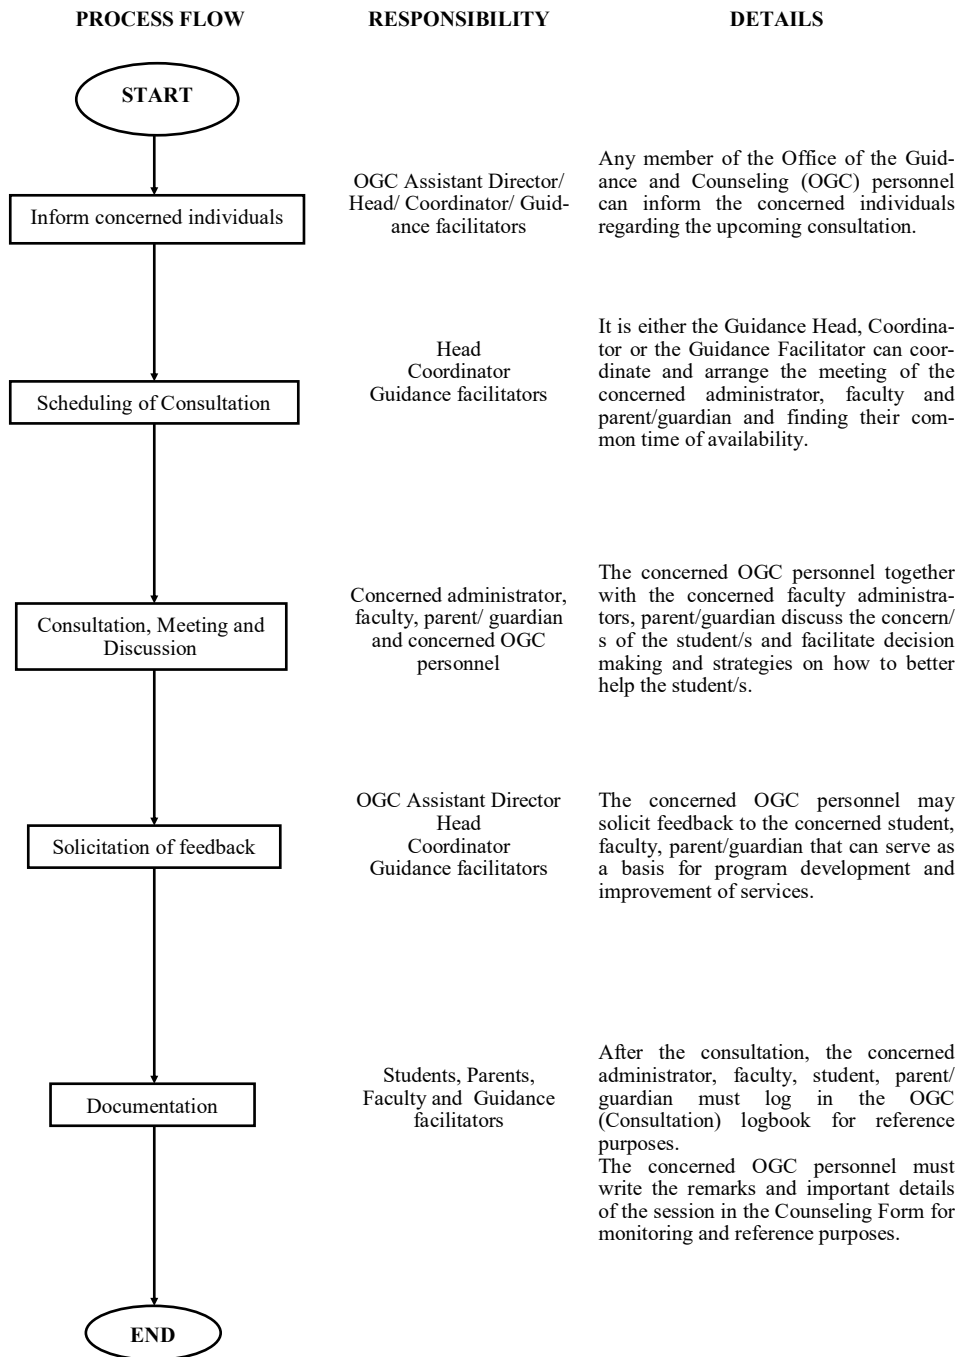 PROCESS FLOW RESPONSIBILITY DETAILS
START
Inform concerned individuals
OGC Assistant Director/
Head/ Coordinator/ Guid-
ance facilitators
Any member of the Office of the Guid-
ance and Counseling (OGC) personnel
can inform the concerned individuals
regarding the upcoming consultation.
Scheduling of Consultation
Head
Coordinator
Guidance facilitators
It is either the Guidance Head, Coordina-
tor or the Guidance Facilitator can coor-
dinate and arrange the meeting of the
concerned administrator, faculty and
parent/guardian and finding their com-
mon time of availability.
Consultation, Meeting and
Discussion
Concerned administrator,
faculty, parent/ guardian
and concerned OGC
personnel
The concerned OGC personnel together
with the concerned faculty administra-
tors, parent/guardian discuss the concern/
s of the student/s and facilitate decision
making and strategies on how to better
help the student/s.
Solicitation of feedback
OGC Assistant Director
Head
Coordinator
Guidance facilitators
The concerned OGC personnel may
solicit feedback to the concerned student,
faculty, parent/guardian that can serve as
a basis for program development and
improvement of services.
Documentation
Students, Parents,
Faculty and Guidance
facilitators
After the consultation, the concerned
administrator, faculty, student, parent/
guardian must log in the OGC
(Consultation) logbook for reference
purposes.
The concerned OGC personnel must
write the remarks and important details
of the session in the Counseling Form for
monitoring and reference purposes.
END